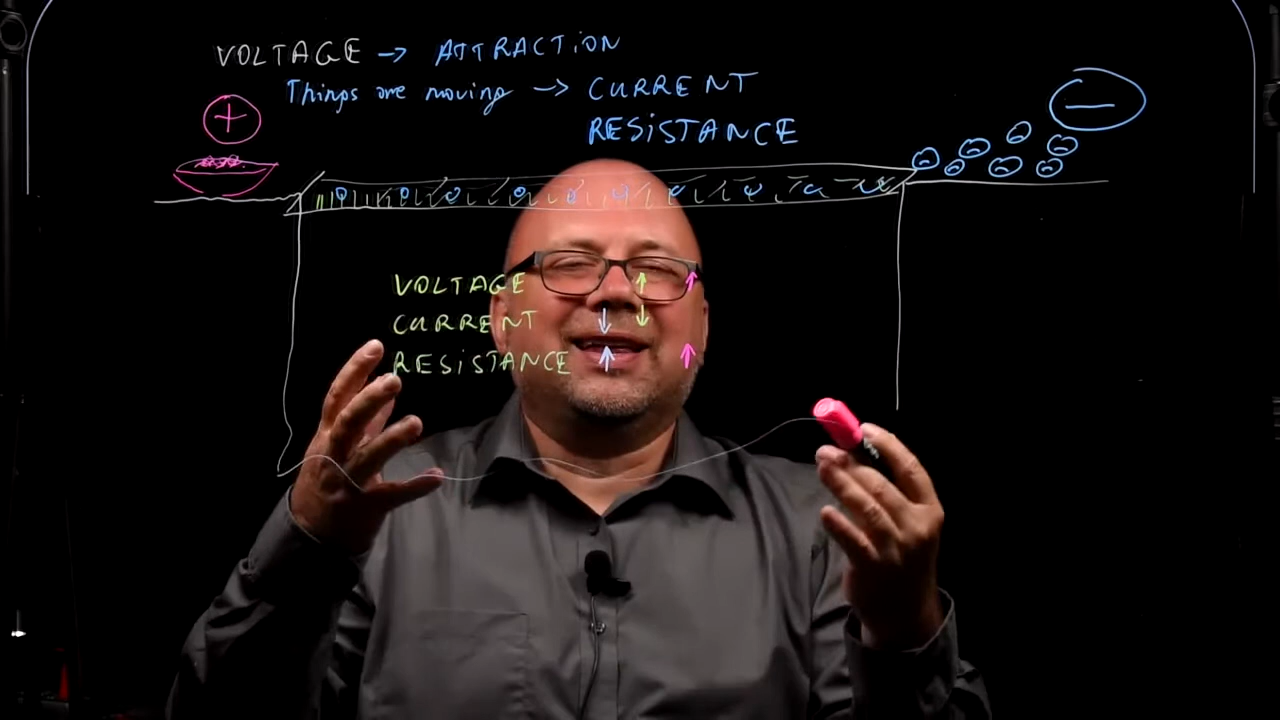 VOLTAGE → ATTRACTION
Things are moving → CURRENT
RESISTANCE
+
−
VOLTAGE ↑ ↑
CURRENT ↓ ↓
RESISTANCE ↑ ↑